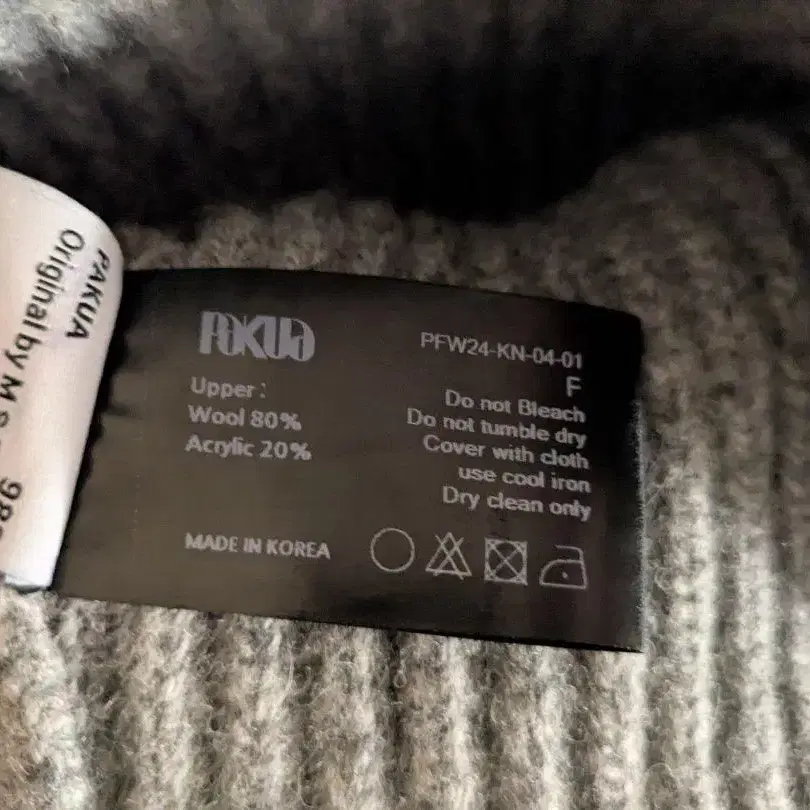 PAKUA
Original by M
PAKUA
Upper :
Wool 80%
Acrylic 20%
MADE IN KOREA
PFW24-KN-04-01
F
Do not Bleach
Do not tumble dry
Cover with cloth
use cool iron
Dry clean only